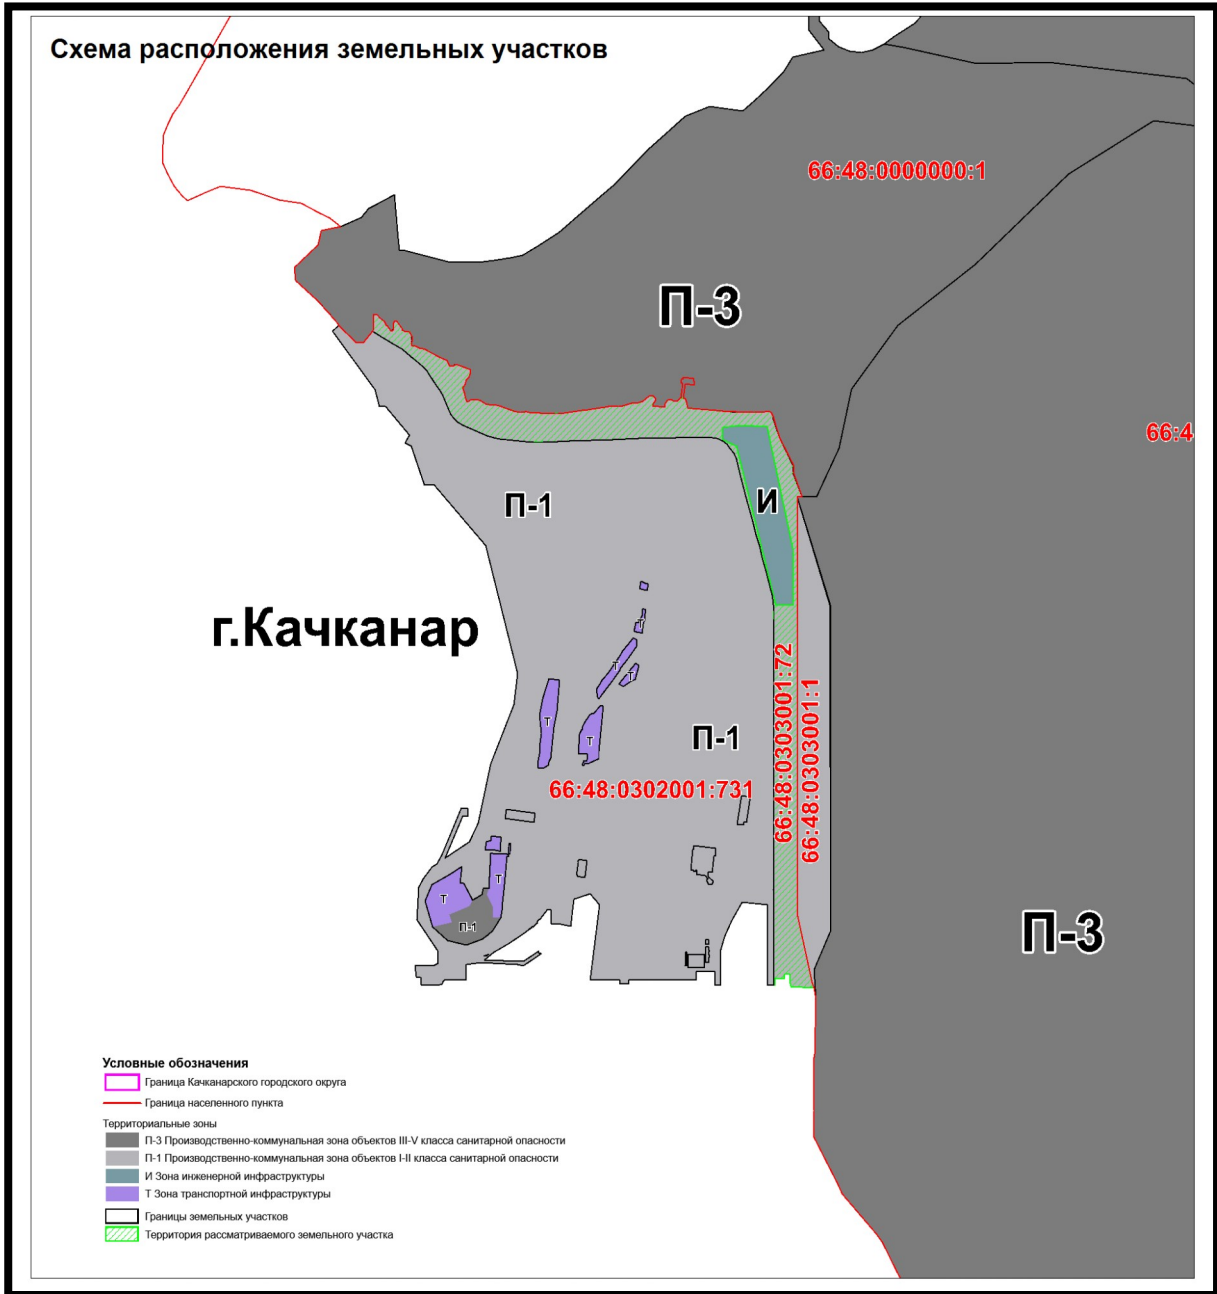 Схема расположения земельных участков
66:48:0000000:1
П-3
66:4
П-1
И
г.Качканар
Т
Т
Т
Т
Т
П-1
66:48:0303001:72
66:48:0303001:1
66:48:0302001:731
Т
Т
П-1
П-3
Условные обозначения
Граница Качканарского городского округа
Граница населенного пункта
Территориальные зоны
П-3 Производственно-коммунальная зона объектов III-V класса санитарной опасности
П-1 Производственно-коммунальная зона объектов I-II класса санитарной опасности
И Зона инженерной инфраструктуры
Т Зона транспортной инфраструктуры
Границы земельных участков
Территория рассматриваемого земельного участка